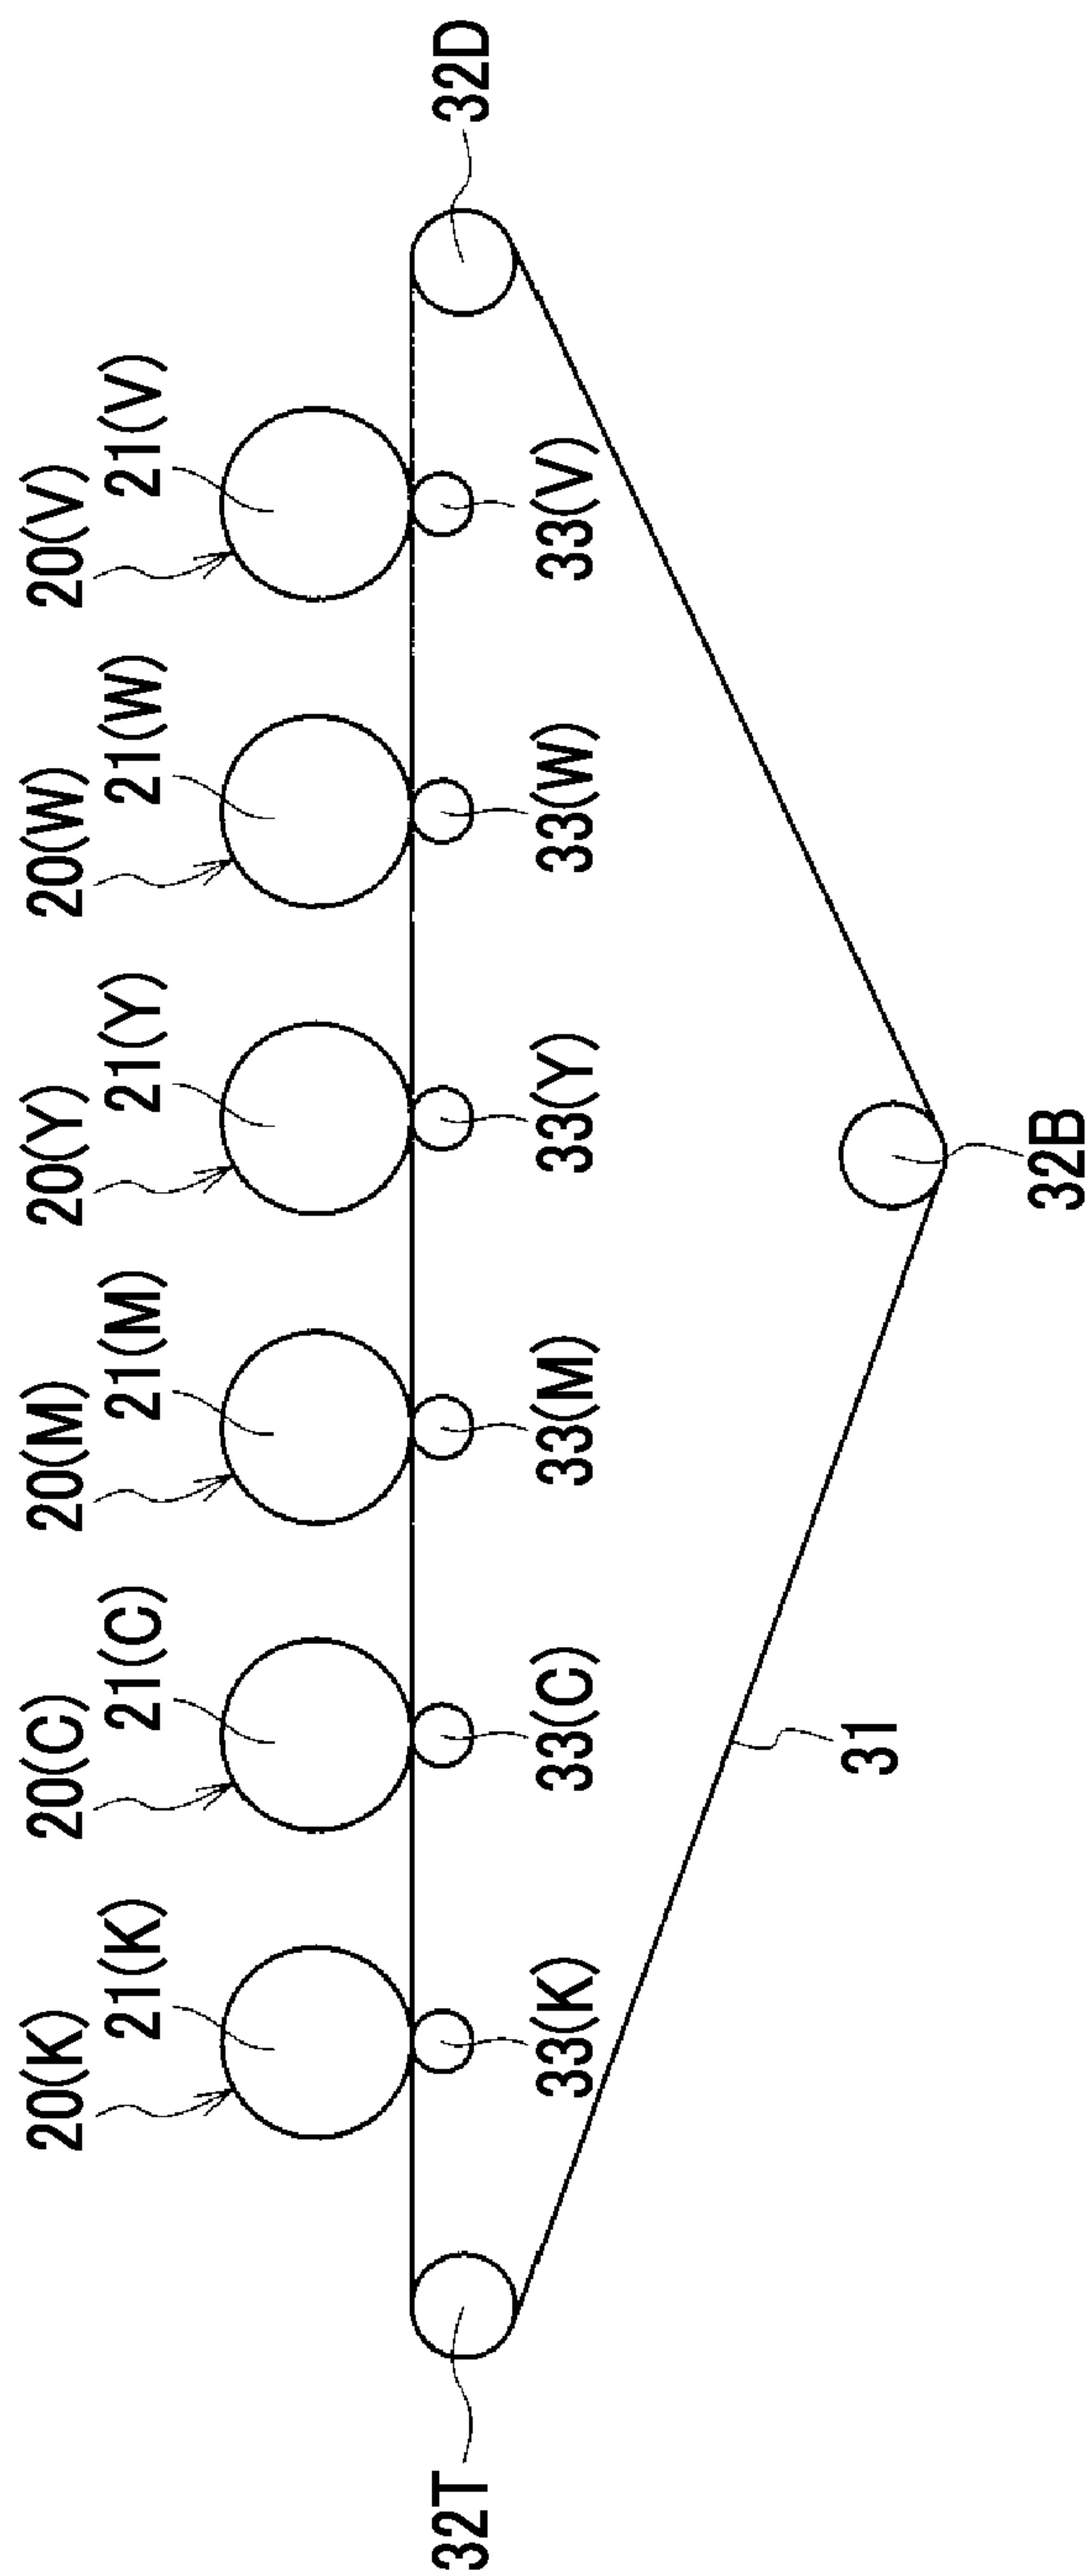 20(K)
20(C)
20(M)
20(Y)
20(W)
20(V)
21(K)
21(C)
21(M)
21(Y)
21(W)
21(V)
32T
32D
33(K)
33(C)
33(M)
33(Y)
33(W)
33(V)
31
32B